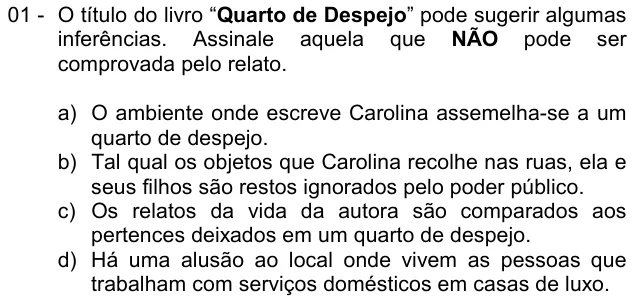 01 - O título do livro “Quarto de Despejo” pode sugerir algumas
inferências. Assinale aquela que NÃO pode ser
comprovada pelo relato.
a) O ambiente onde escreve Carolina assemelha-se a um
quarto de despejo.
b) Tal qual os objetos que Carolina recolhe nas ruas, ela e
seus filhos são restos ignorados pelo poder público.
c) Os relatos da vida da autora são comparados aos
pertences deixados em um quarto de despejo.
d) Há uma alusão ao local onde vivem as pessoas que
trabalham com serviços domésticos em casas de luxo.